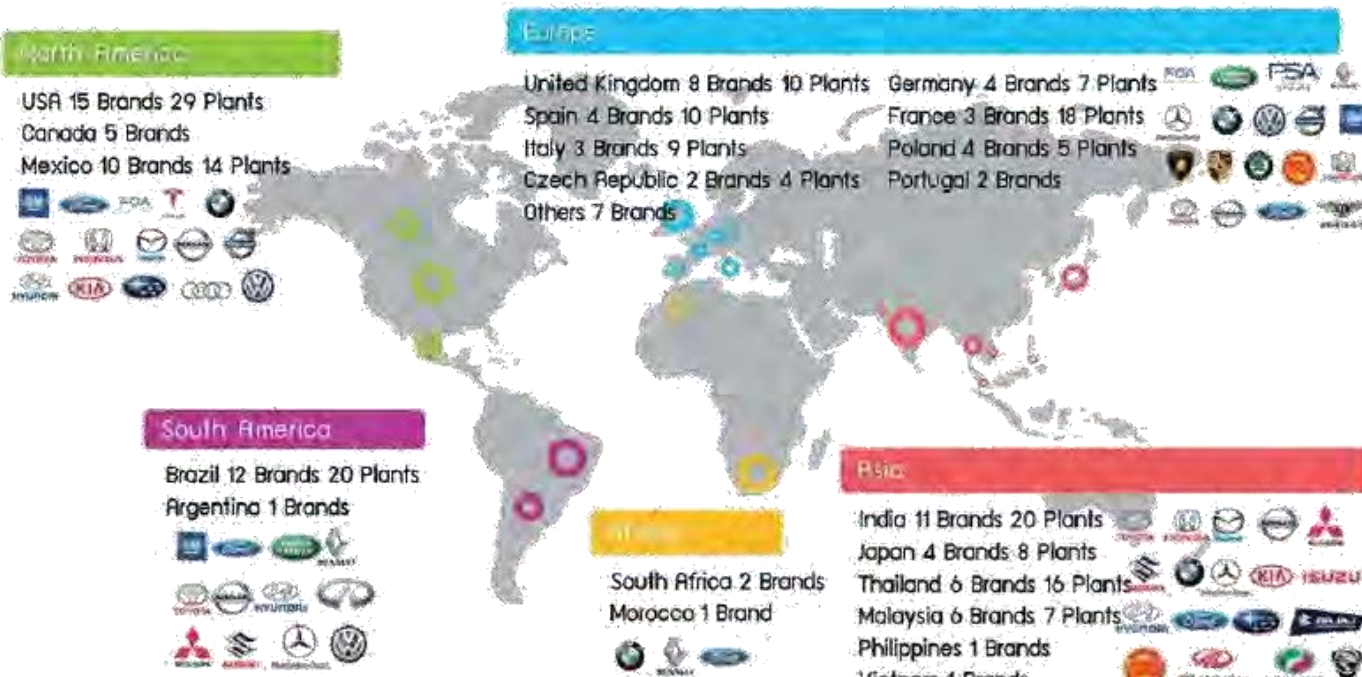 North America
USA 15 Brands 29 Plants
Canada 5 Brands
Mexico 10 Brands 14 Plants
TOYOTA
HYUNDAI
KIA
Europe
United Kingdom 8 Brands 10 Plants
Spain 4 Brands 10 Plants
Italy 3 Brands 9 Plants
Czech Republic 2 Brands 4 Plants
Others 7 Brands
Germany 4 Brands 7 Plants
France 3 Brands 18 Plants
Poland 4 Brands 5 Plants
Portugal 2 Brands
PSA
South America
Brazil 12 Brands 20 Plants
Argentina 1 Brands
TOYOTA
HYUNDAI
South Africa 2 Brands
Morocco 1 Brand
Asia
India 11 Brands 20 Plants
Japan 4 Brands 8 Plants
Thailand 6 Brands 16 Plants
Malaysia 6 Brands 7 Plants
Philippines 1 Brands
KIA
ISUZU